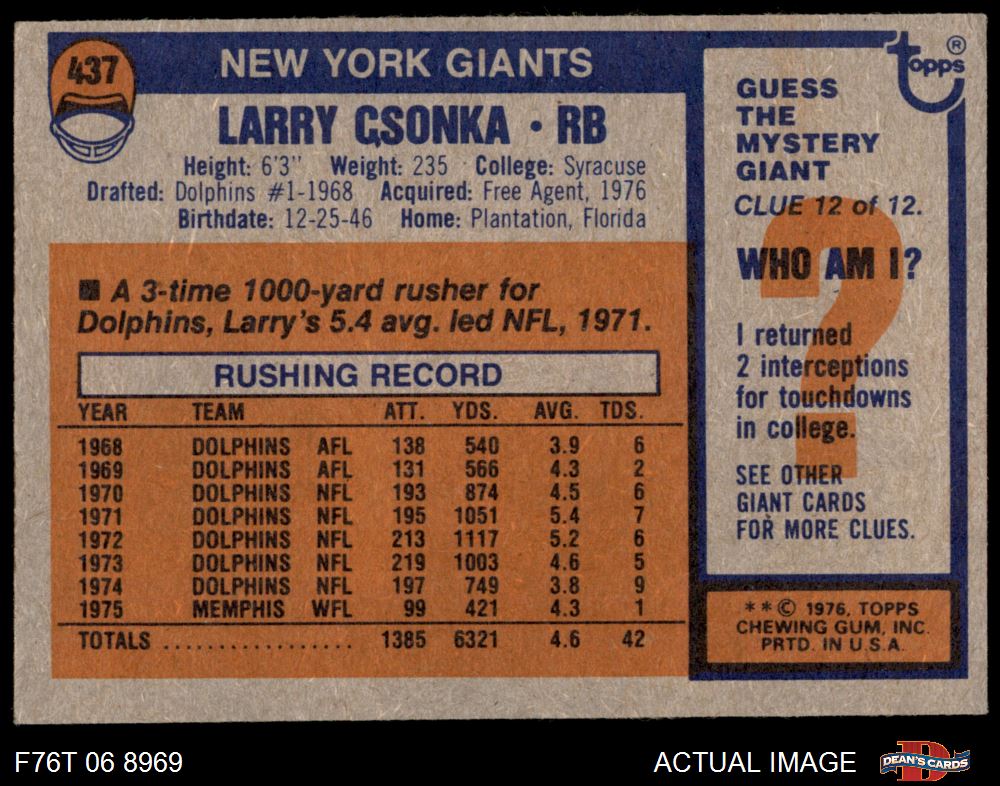 437
NEW YORK GIANTS
LARRY CSONKA • RB
Height: 6'3" Weight: 235 College: Syracuse
Drafted: Dolphins #1-1968 Acquired: Free Agent, 1976
Birthdate: 12-25-46 Home: Plantation, Florida
■ A 3-time 1000-yard rusher for
Dolphins, Larry's 5.4 avg. led NFL, 1971.
RUSHING RECORD
YEAR TEAM ATT. YDS. AVG. TDS.
1968 DOLPHINS AFL 138 540 3.9 6
1969 DOLPHINS AFL 131 566 4.3 2
1970 DOLPHINS NFL 193 874 4.5 6
1971 DOLPHINS NFL 195 1051 5.4 7
1972 DOLPHINS NFL 213 1117 5.2 6
1973 DOLPHINS NFL 219 1003 4.6 5
1974 DOLPHINS NFL 197 749 3.8 9
1975 MEMPHIS WFL 99 421 4.3 1
TOTALS .................. 1385 6321 4.6 42
topps ®
GUESS
THE
MYSTERY
GIANT
CLUE 12 of 12.
?
WHO AM I?
I returned
2 interceptions
for touchdowns
in college.
SEE OTHER
GIANT CARDS
FOR MORE CLUES.
**© 1976, TOPPS
CHEWING GUM, INC.
PRTD. IN U.S.A.
F76T 06 8969
ACTUAL IMAGE
D
DEAN'S CARDS